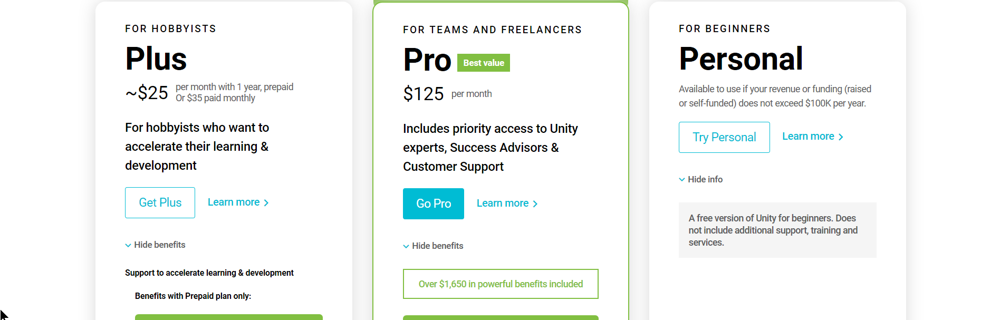 FOR HOBBYISTS
Plus
~$25
per month with 1 year, prepaid
Or $35 paid monthly
For hobbyists who want to
accelerate their learning &
development
Get Plus
Learn more
Hide benefits
Support to accelerate learning & development
Benefits with Prepaid plan only:
FOR TEAMS AND FREELANCERS
Pro
Best value
$125
per month
Includes priority access to Unity
experts, Success Advisors &
Customer Support
Go Pro
Learn more
Hide benefits
Over $1,650 in powerful benefits included
FOR BEGINNERS
Personal
Available to use if your revenue or funding (raised
or self-funded) does not exceed $100K per year.
Try Personal
Learn more
Hide info
A free version of Unity for beginners. Does
not include additional support, training and
services.